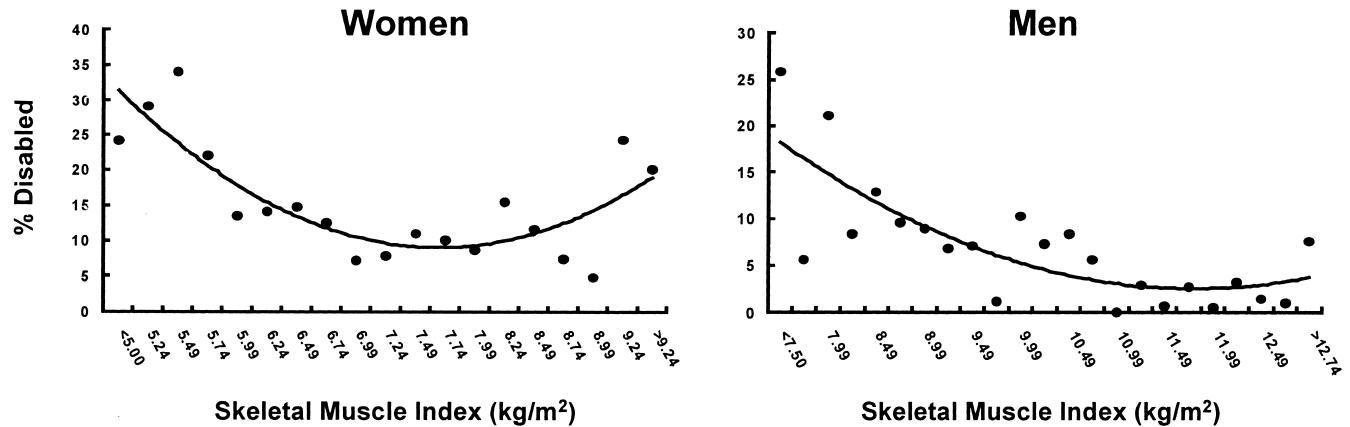 Women
40
35
30
25
20
15
10
5
0
% Disabled
<5.00 5.24 5.49 5.74 5.99 6.24 6.49 6.74 6.99 7.24 7.49 7.74 7.99 8.24 8.49 8.74 8.99 9.24 >9.24
Skeletal Muscle Index (kg/m²)
Men
30
25
20
15
10
5
0
<7.50 7.99 8.49 8.99 9.49 9.99 10.49 10.99 11.49 11.99 12.49 >12.74
Skeletal Muscle Index (kg/m²)